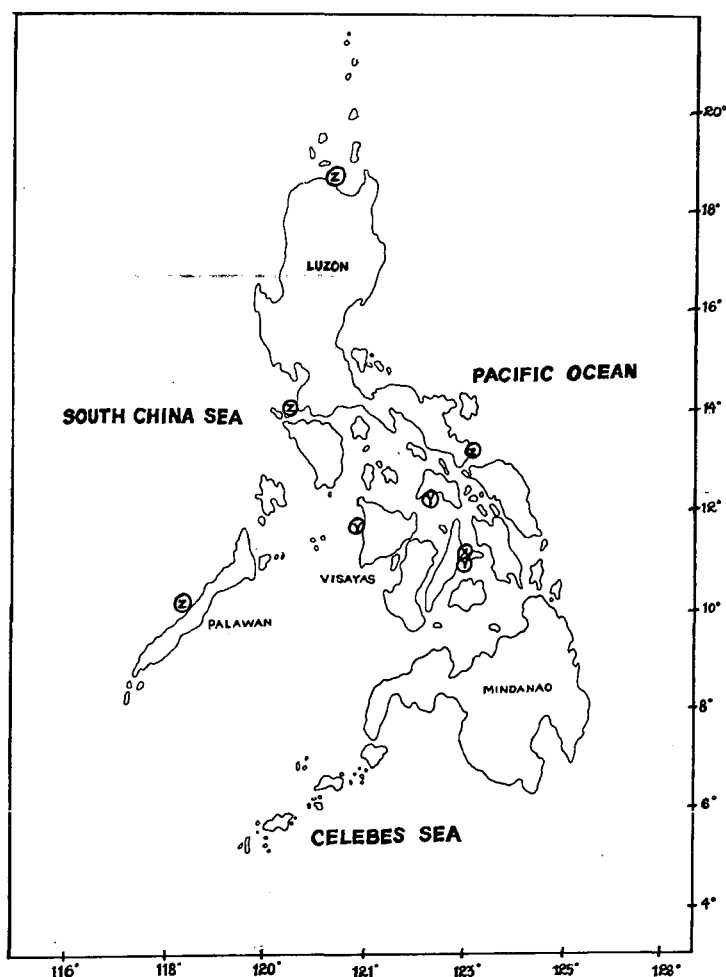 20°
Z
18°
LUZON
16°
PACIFIC OCEAN
Z
14°
SOUTH CHINA SEA
Z
Y
12°
Y
X
Y
VISAYAS
Z
10°
PALAWAN
MINDANAO
8°
6°
CELEBES SEA
4°
116° 118° 120° 121° 123° 125° 128°